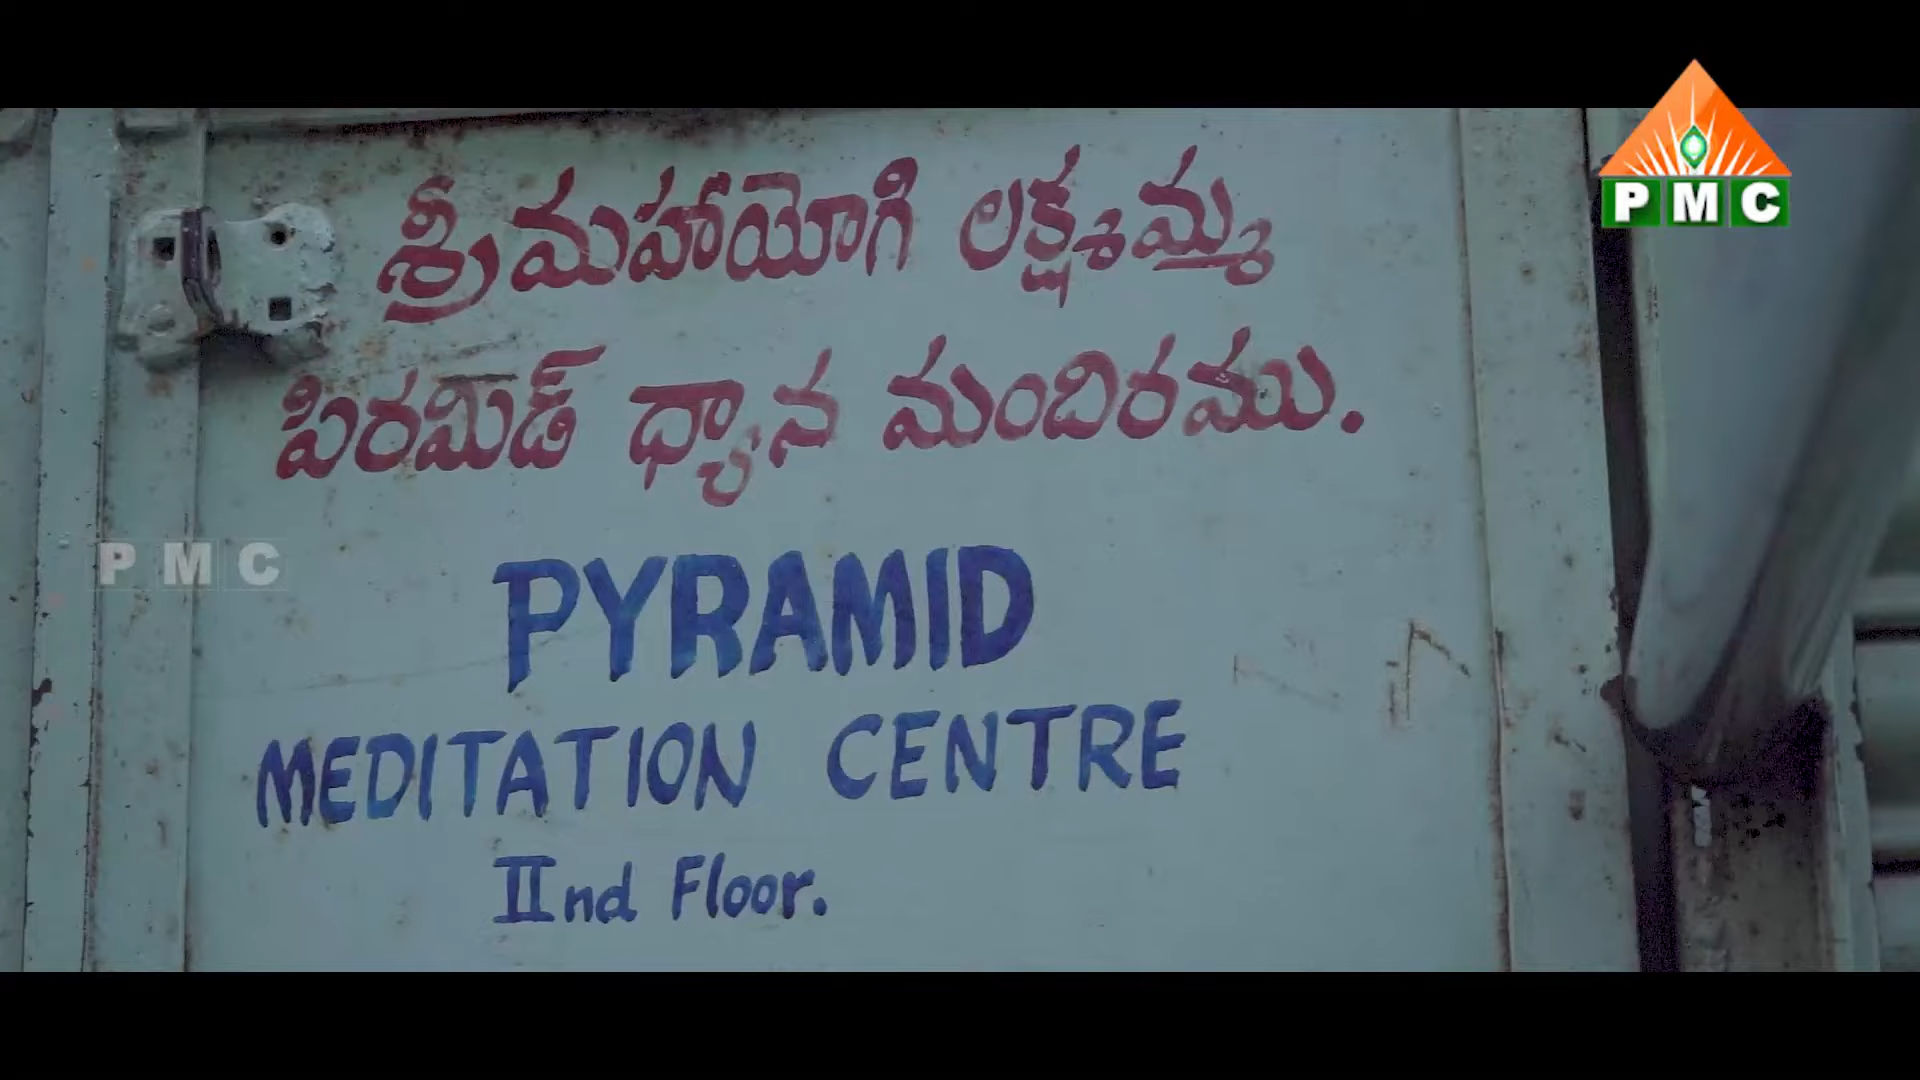 PMC
శ్రీ మహాయోగి లక్ష్మమ్మ
పిరమిడ్ ధ్యాన మందిరము.
PMC
PYRAMID
MEDITATION CENTRE
IInd Floor.